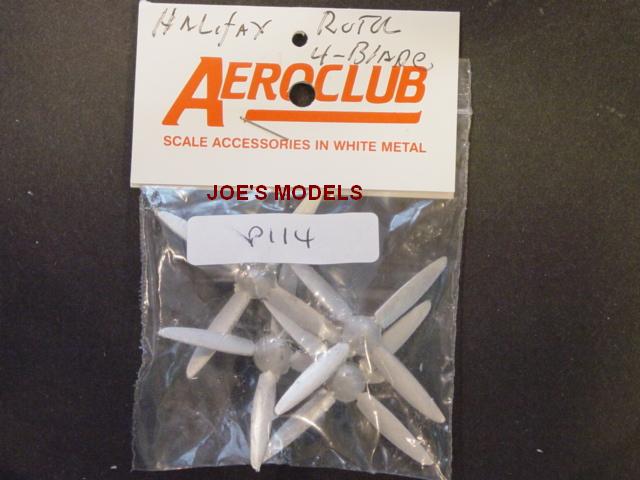 HALifAX RoTOL
4-BLADE
AEROCLUB
SCALE ACCESSORIES IN WHITE METAL
JOE'S MODELS
P114